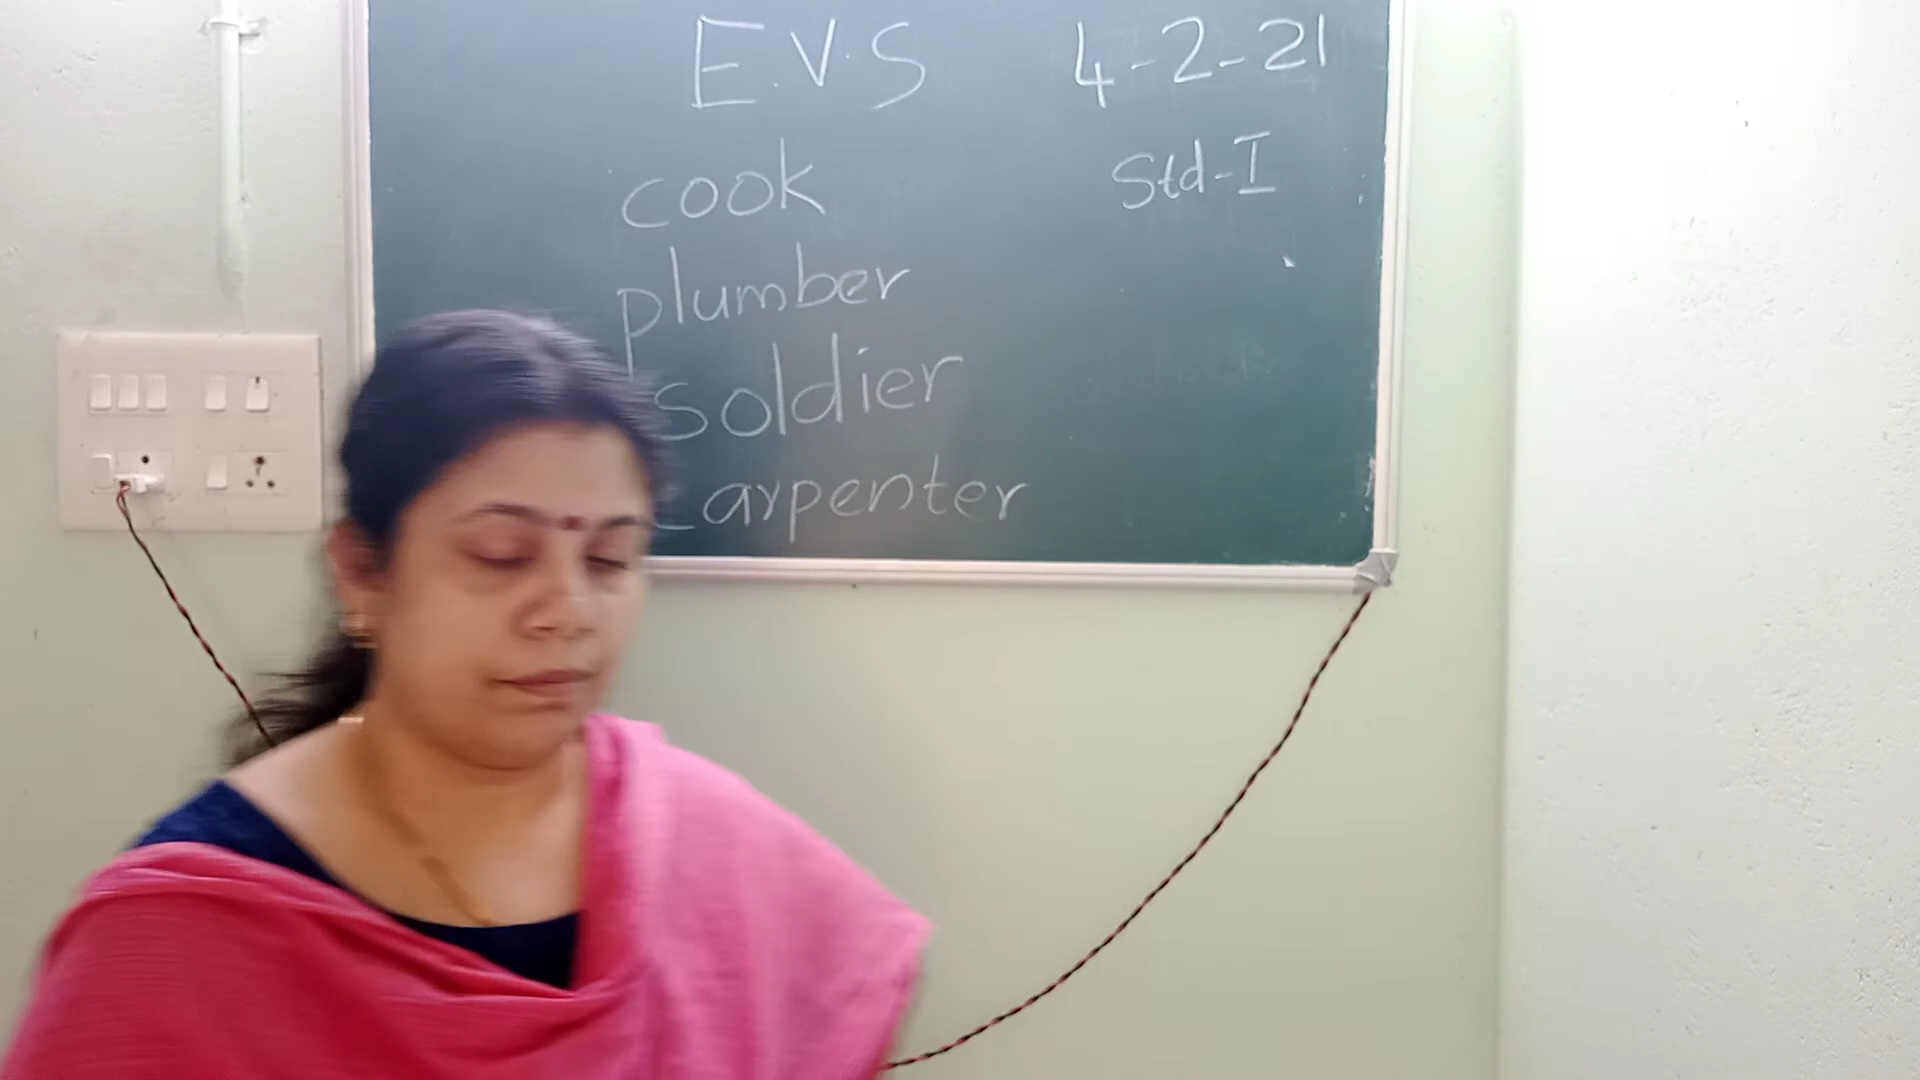 E.V.S 4-2-21
Std-I
cook
plumber
soldier
carpenter